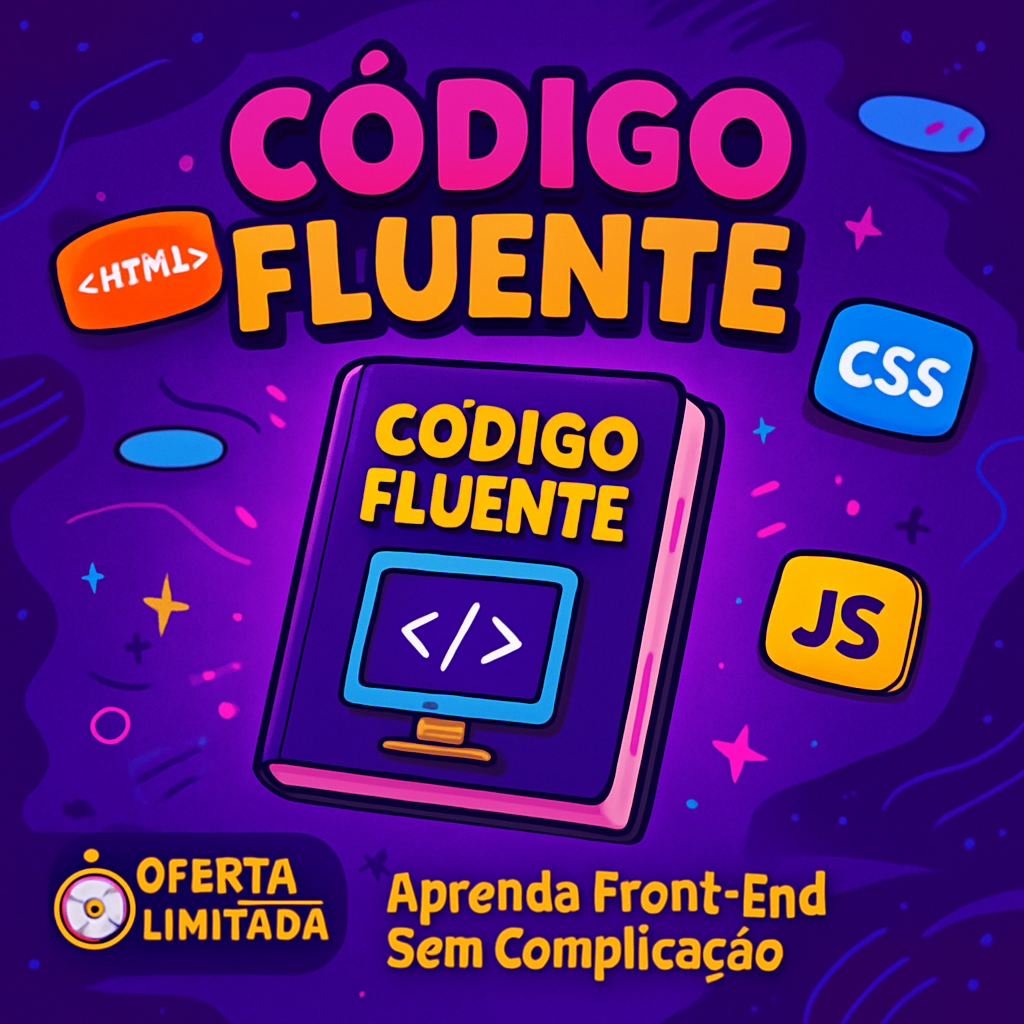 CÓDIGO
FLUENTE
<HTML>
CSS
CÓDIGO
FLUENTE
</>
JS
OFERTA
LIMITADA
Aprenda Front-End
Sem Complicaçáo